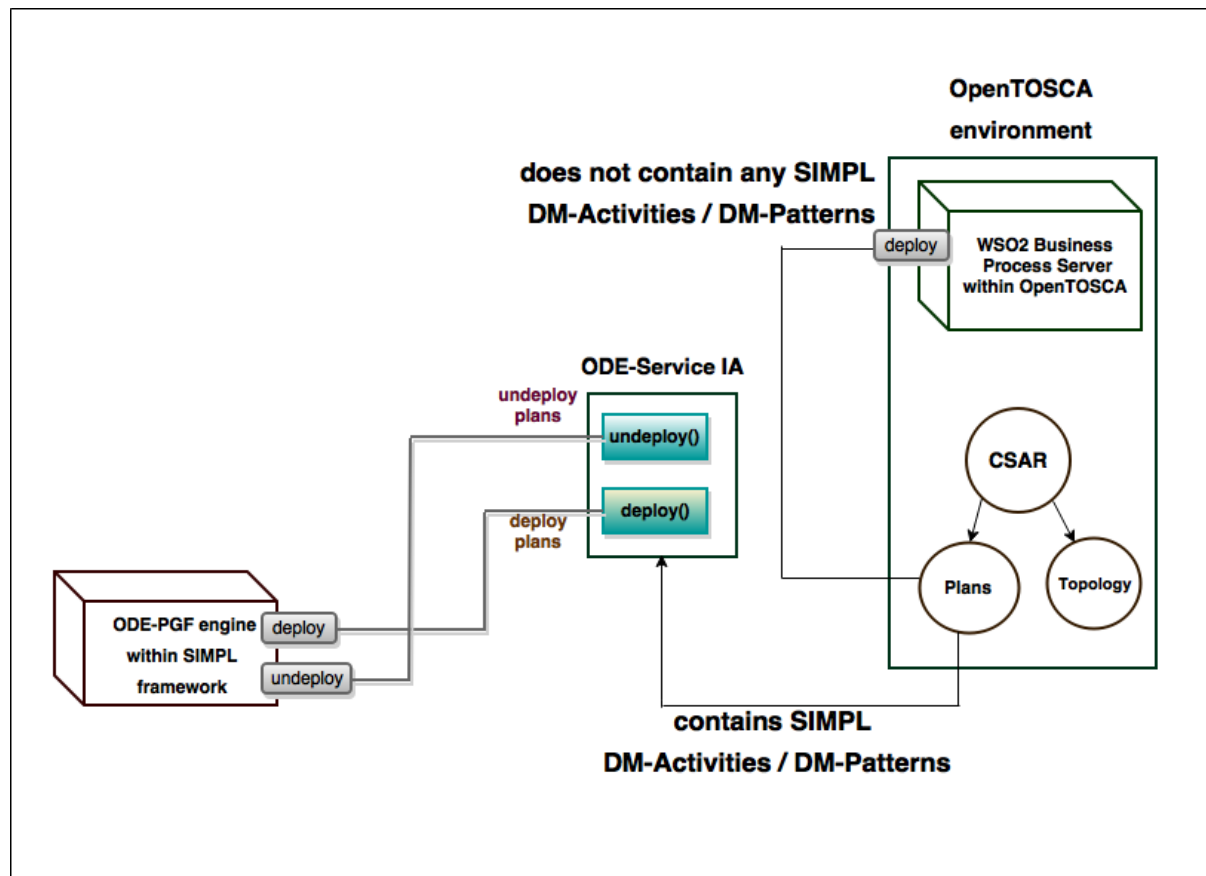 OpenTOSCA
environment
does not contain any SIMPL
DM-Activities / DM-Patterns
deploy
WSO2 Business
Process Server
within OpenTOSCA
ODE-Service IA
undeploy
plans
undeploy()
deploy()
deploy
plans
CSAR
Plans
Topology
ODE-PGF engine
within SIMPL
framework
deploy
undeploy
contains SIMPL
DM-Activities / DM-Patterns